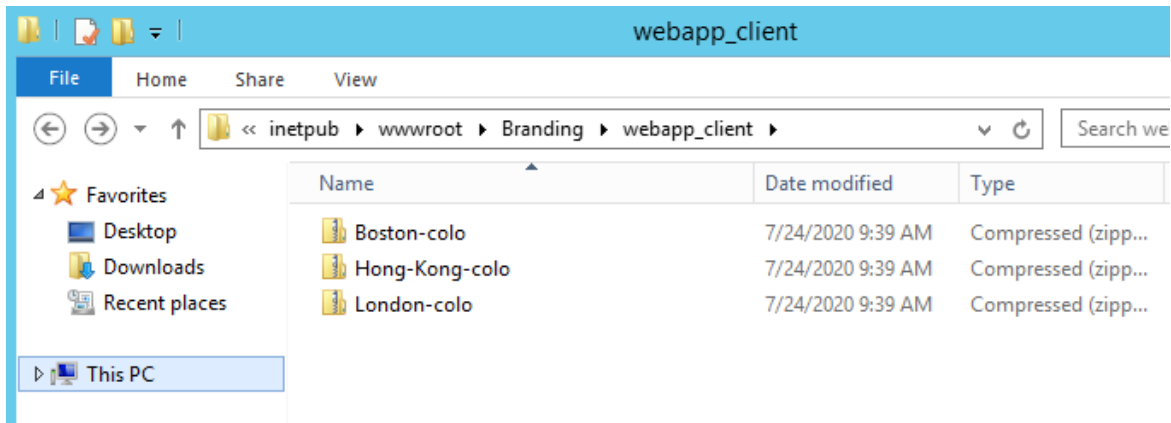 webapp_client
File Home Share View
« inetpub wwwroot Branding webapp_client Search we
Name Date modified Type
Favorites
Desktop
Downloads
Recent places
This PC
Boston-colo 7/24/2020 9:39 AM Compressed (zipp...
Hong-Kong-colo 7/24/2020 9:39 AM Compressed (zipp...
London-colo 7/24/2020 9:39 AM Compressed (zipp...